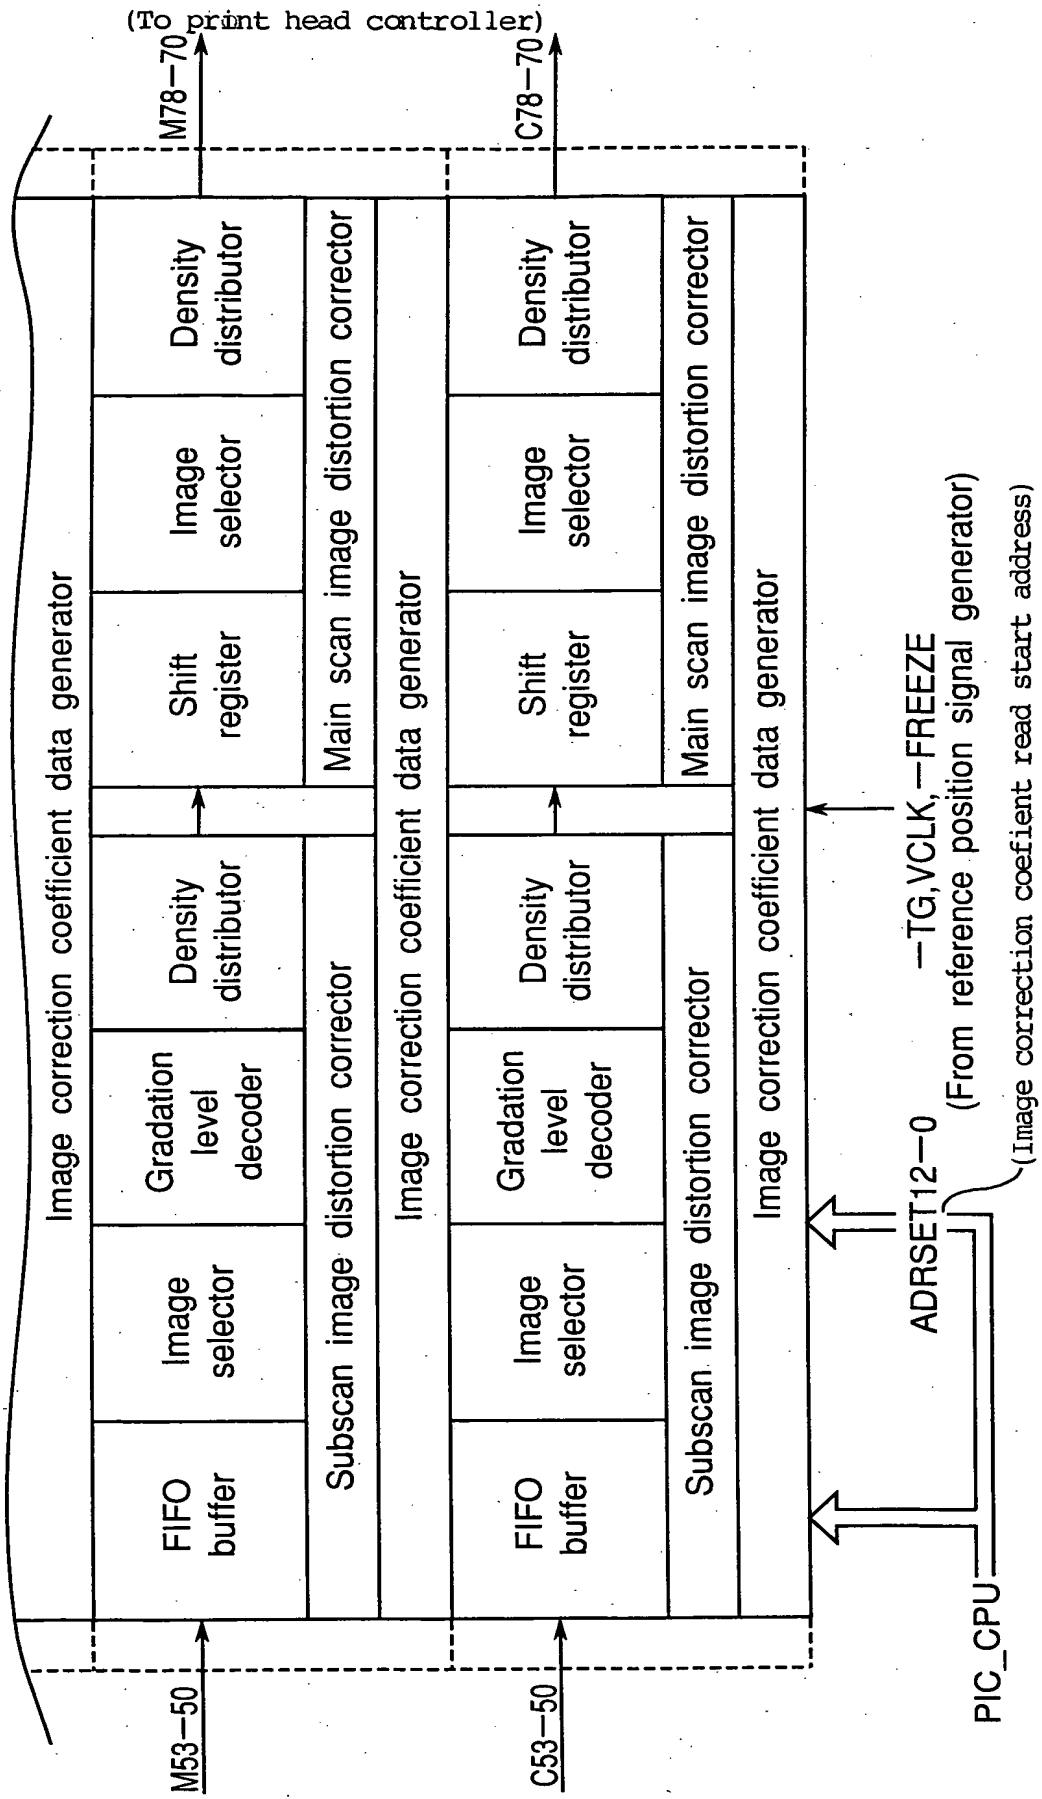 (To print head controller)
M78−70
C78−70
Image correction coefficient data generator
M53−50
FIFO
buffer
Image
selector
Gradation
level
decoder
Density
distributor
Shift
register
Image
selector
Density
distributor
Subscan image distortion corrector
Main scan image distortion corrector
Image correction coefficient data generator
C53−50
FIFO
buffer
Image
selector
Gradation
level
decoder
Density
distributor
Shift
register
Image
selector
Density
distributor
Subscan image distortion corrector
Main scan image distortion corrector
Image correction coefficient data generator
PIC_CPU
ADRSET12−0
−TG,VCLK,−FREEZE
(From reference position signal generator)
(Image correction coefient read start address)